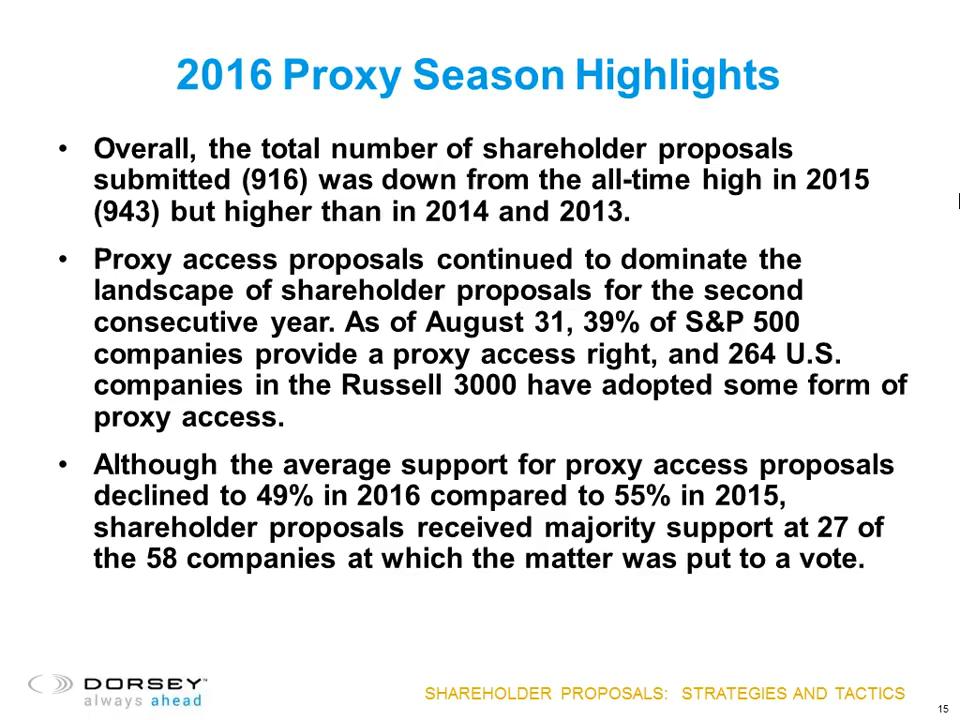 2016 Proxy Season Highlights
• Overall, the total number of shareholder proposals
submitted (916) was down from the all-time high in 2015
(943) but higher than in 2014 and 2013.
• Proxy access proposals continued to dominate the
landscape of shareholder proposals for the second
consecutive year. As of August 31, 39% of S&P 500
companies provide a proxy access right, and 264 U.S.
companies in the Russell 3000 have adopted some form of
proxy access.
• Although the average support for proxy access proposals
declined to 49% in 2016 compared to 55% in 2015,
shareholder proposals received majority support at 27 of
the 58 companies at which the matter was put to a vote.
DORSEY™
always ahead
SHAREHOLDER PROPOSALS: STRATEGIES AND TACTICS
15